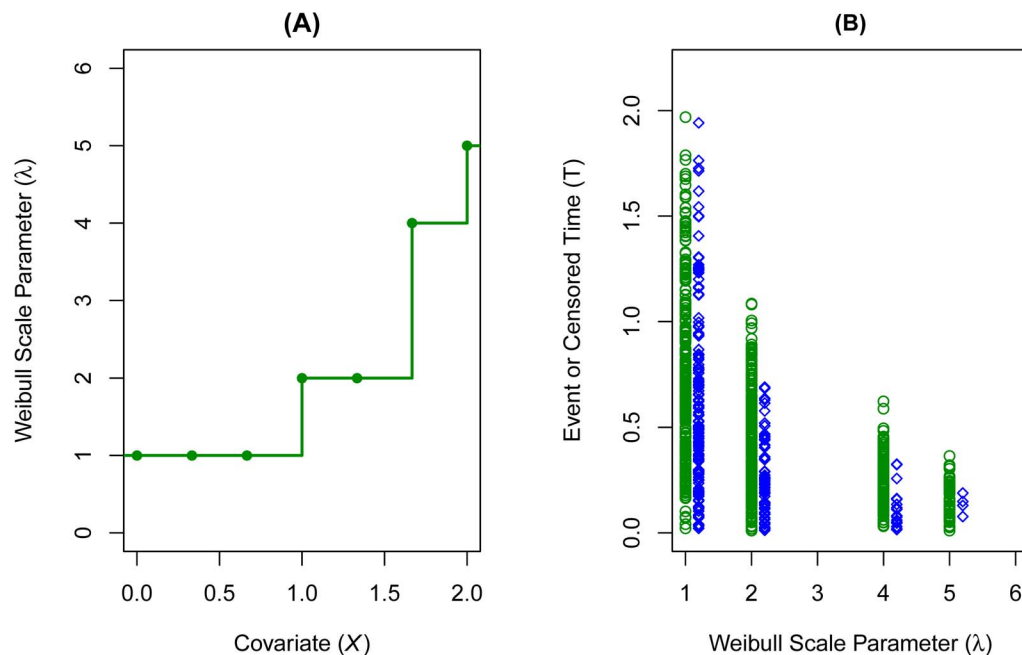 (A)
Weibull Scale Parameter (λ)
6
5
4
3
2
1
0
0.0 0.5 1.0 1.5 2.0
Covariate (X)
(B)
Event or Censored Time (T)
2.0
1.5
1.0
0.5
0.0
1 2 3 4 5 6
Weibull Scale Parameter (λ)